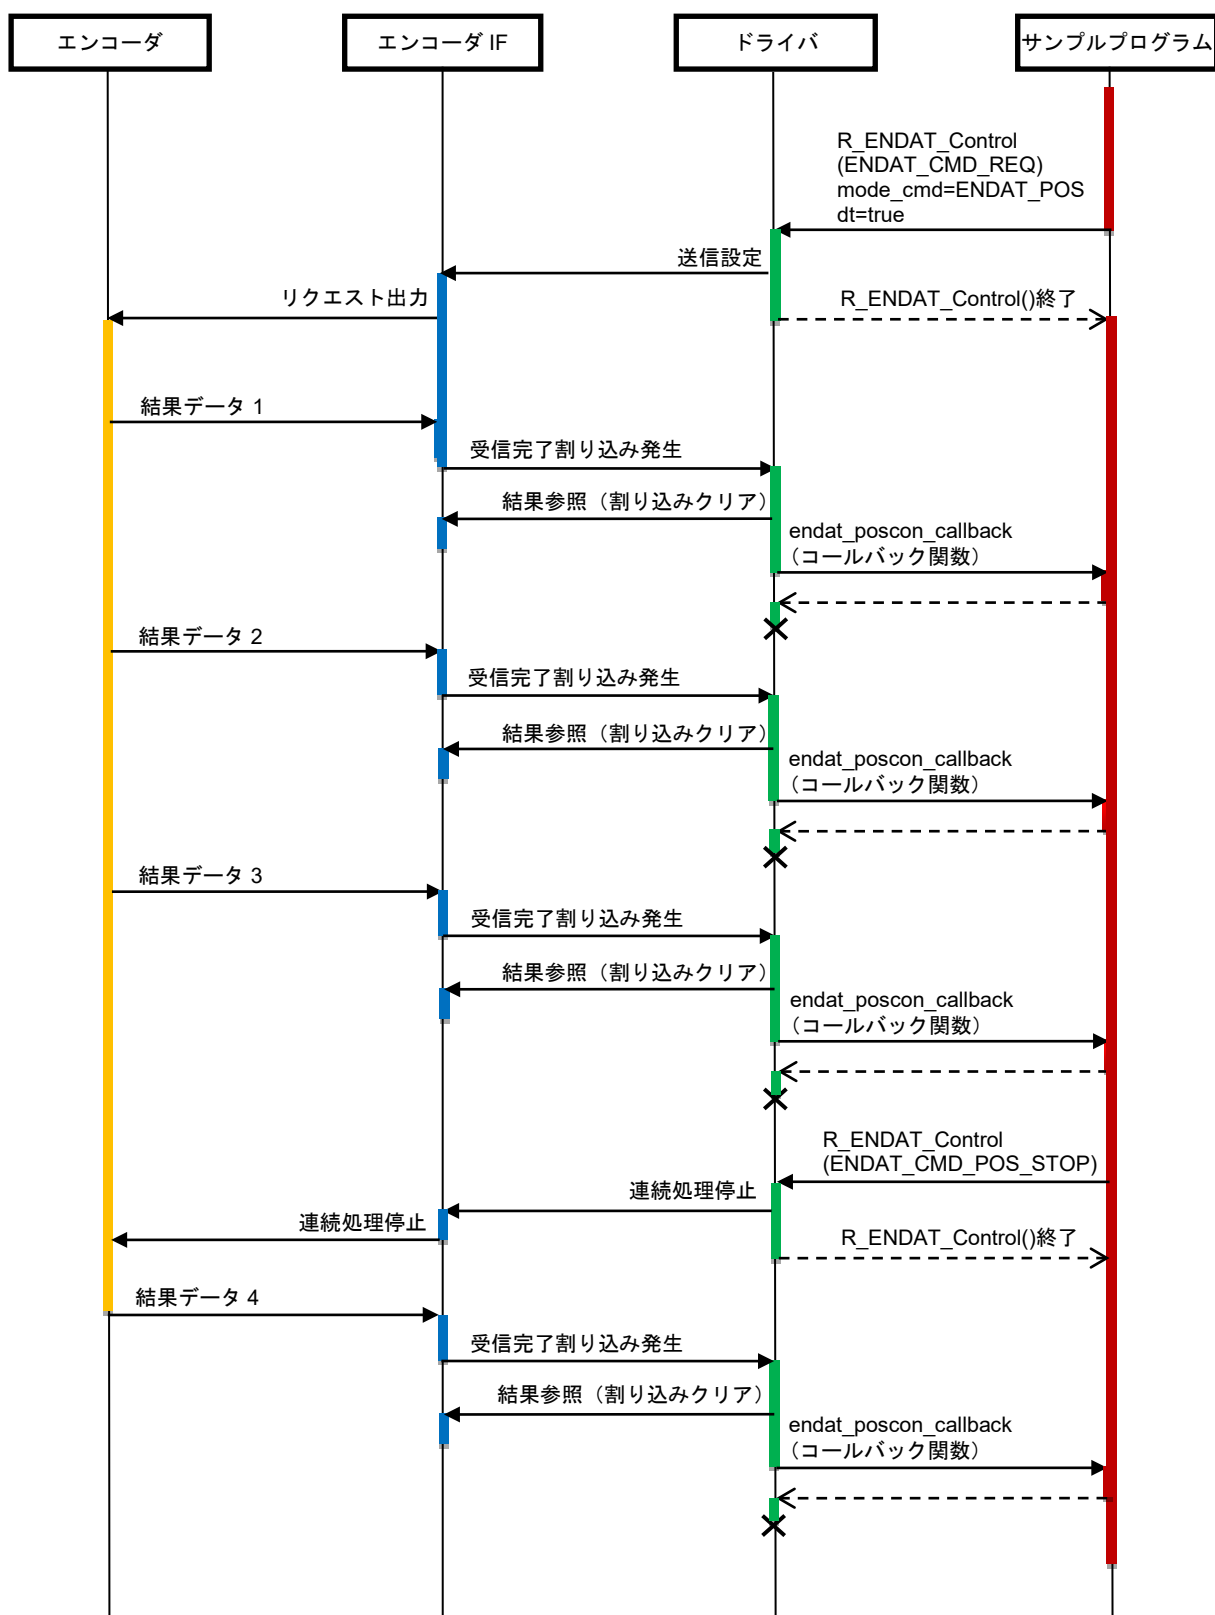 エンコーダ
エンコーダ IF
ドライバ
サンプルプログラム
R_ENDAT_Control
(ENDAT_CMD_REQ)
mode_cmd=ENDAT_POS
dt=true
送信設定
リクエスト出力
R_ENDAT_Control()終了
結果データ 1
受信完了割り込み発生
結果参照（割り込みクリア）
endat_poscon_callback
（コールバック関数）
結果データ 2
受信完了割り込み発生
結果参照（割り込みクリア）
endat_poscon_callback
（コールバック関数）
結果データ 3
受信完了割り込み発生
結果参照（割り込みクリア）
endat_poscon_callback
（コールバック関数）
R_ENDAT_Control
(ENDAT_CMD_POS_STOP)
連続処理停止
連続処理停止
R_ENDAT_Control()終了
結果データ 4
受信完了割り込み発生
結果参照（割り込みクリア）
endat_poscon_callback
（コールバック関数）